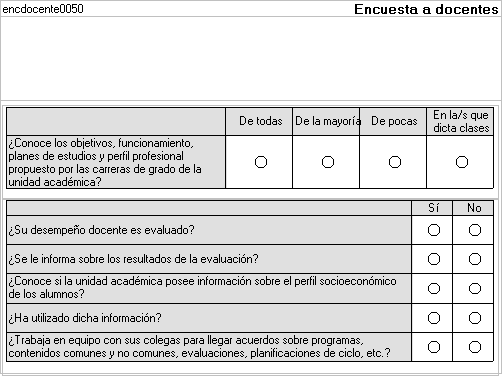 encdocente0050
Encuesta a docentes
De todas
De la mayoría
De pocas
En la/s que
dicta clases
¿Conoce los objetivos, funcionamiento,
planes de estudios y perfil profesional
propuesto por las carreras de grado de la
unidad académica?
Sí
No
¿Su desempeño docente es evaluado?
¿Se le informa sobre los resultados de la evaluación?
¿Conoce si la unidad académica posee información sobre el perfil socioeconómico
de los alumnos?
¿Ha utilizado dicha información?
¿Trabaja en equipo con sus colegas para llegar acuerdos sobre programas,
contenidos comunes y no comunes, evaluaciones, planificaciones de ciclo, etc.?